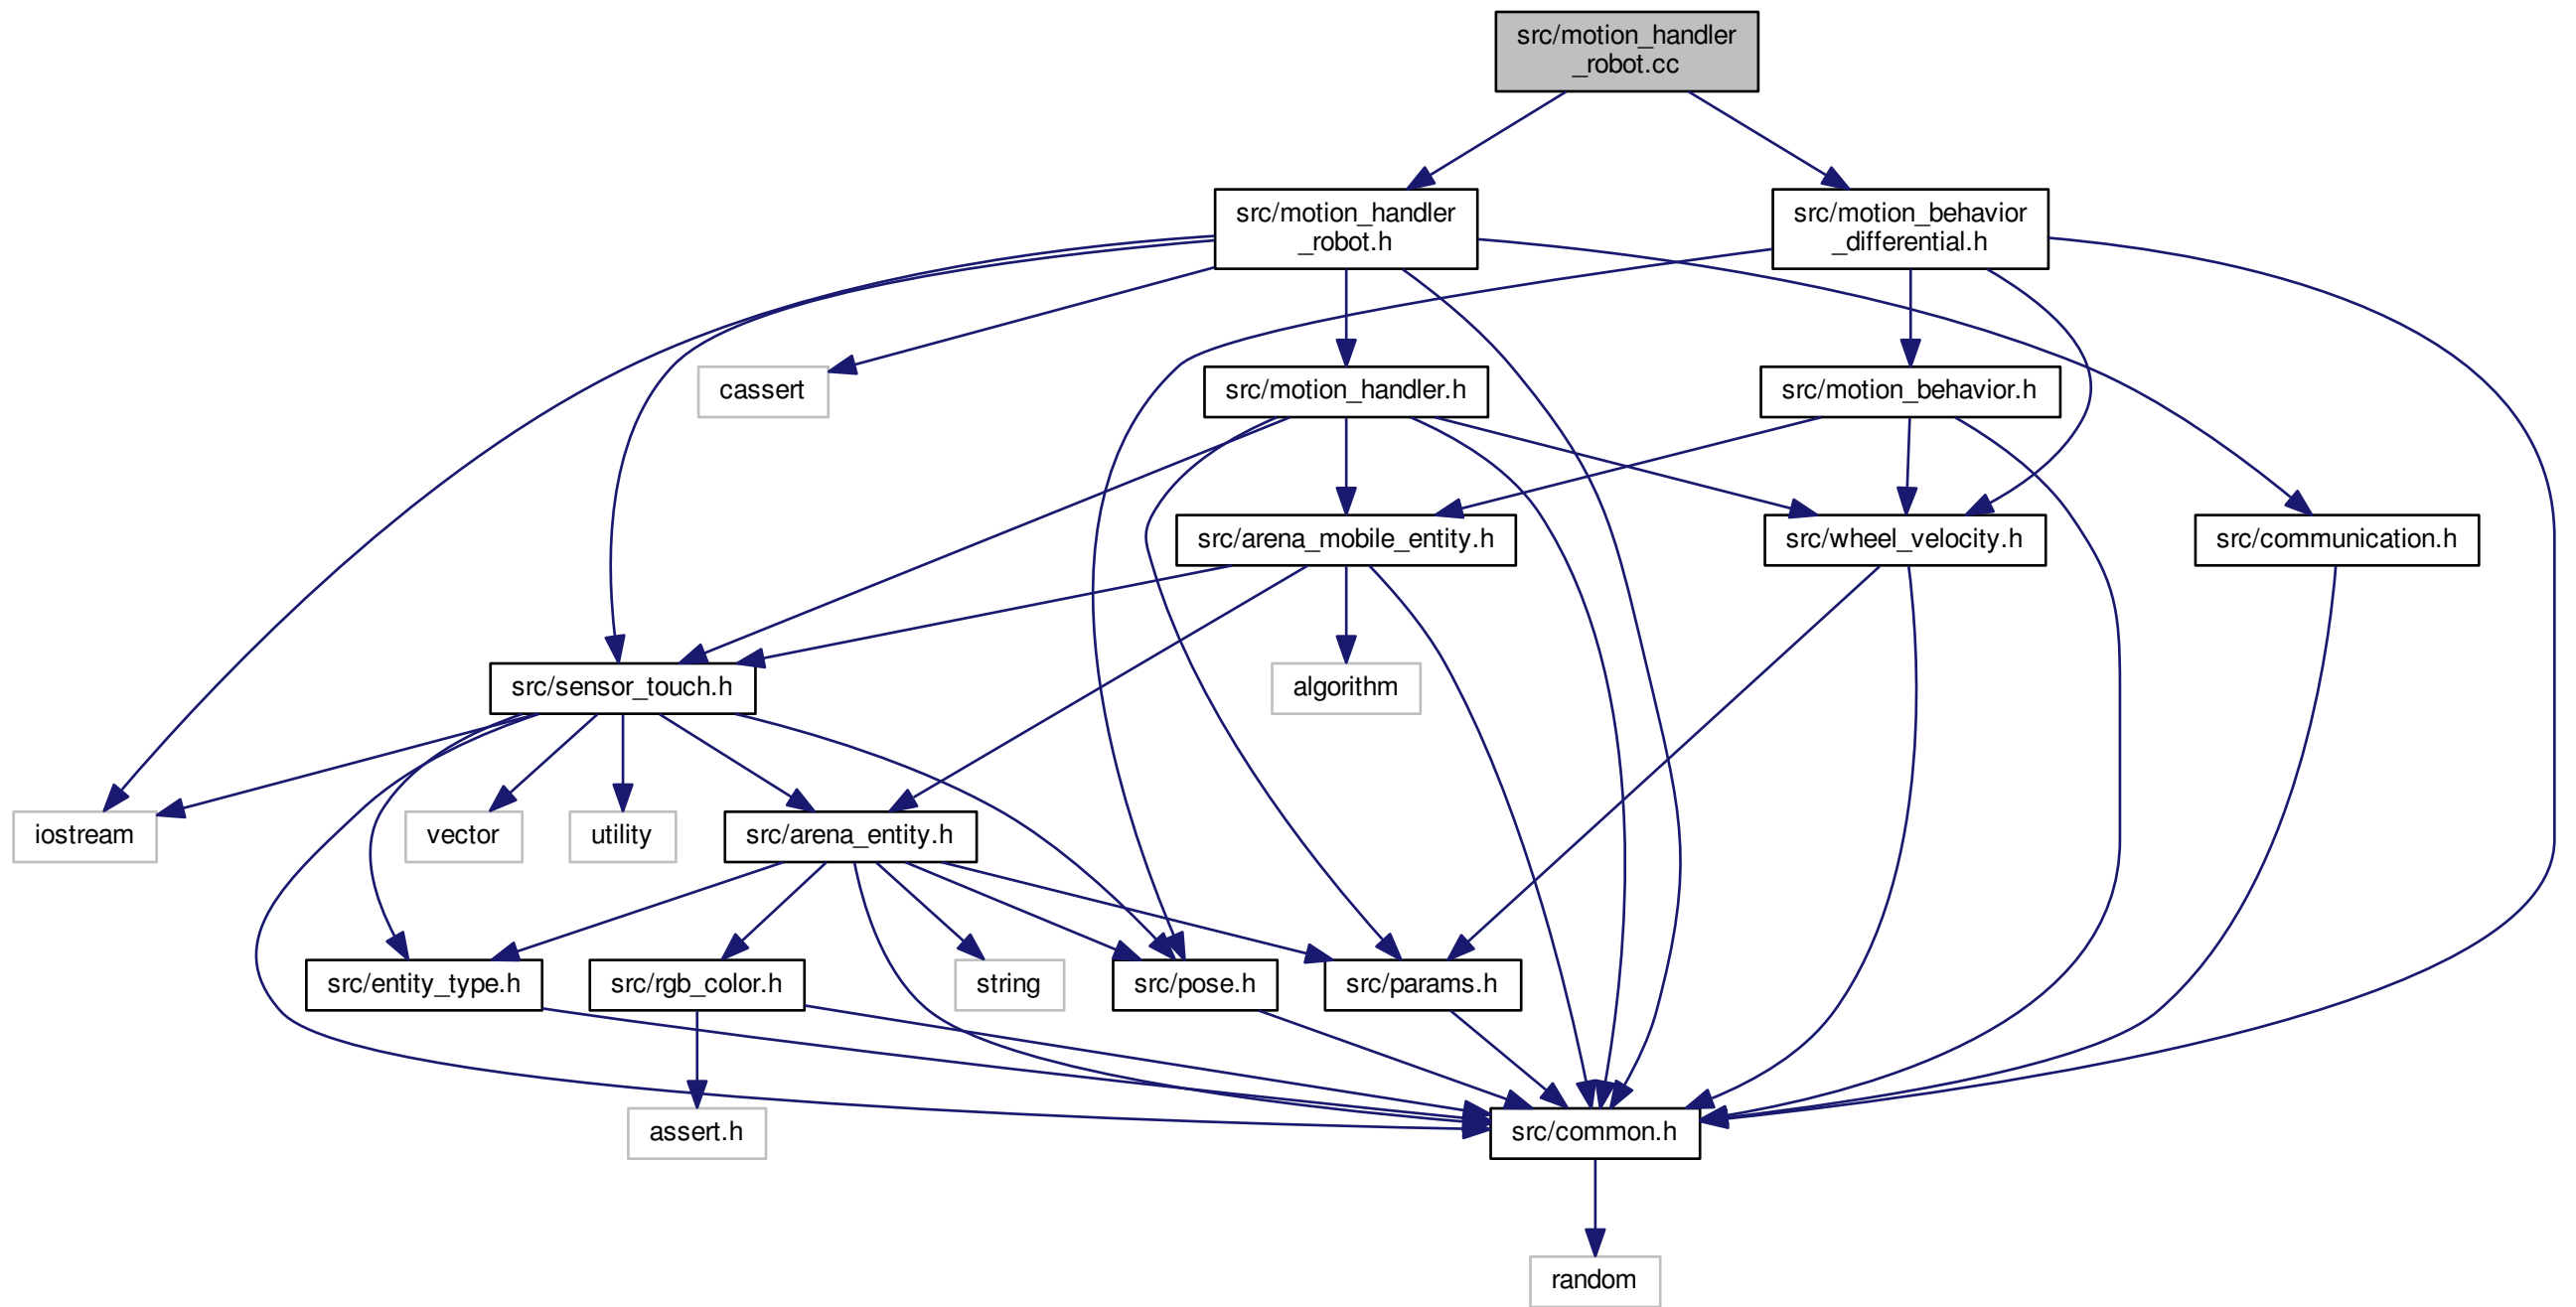 src/motion_handler
_robot.cc
src/motion_handler
_robot.h
src/motion_behavior
_differential.h
cassert
src/motion_handler.h
src/motion_behavior.h
src/arena_mobile_entity.h
src/wheel_velocity.h
src/communication.h
src/sensor_touch.h
algorithm
iostream
vector
utility
src/arena_entity.h
src/entity_type.h
src/rgb_color.h
string
src/pose.h
src/params.h
assert.h
src/common.h
random